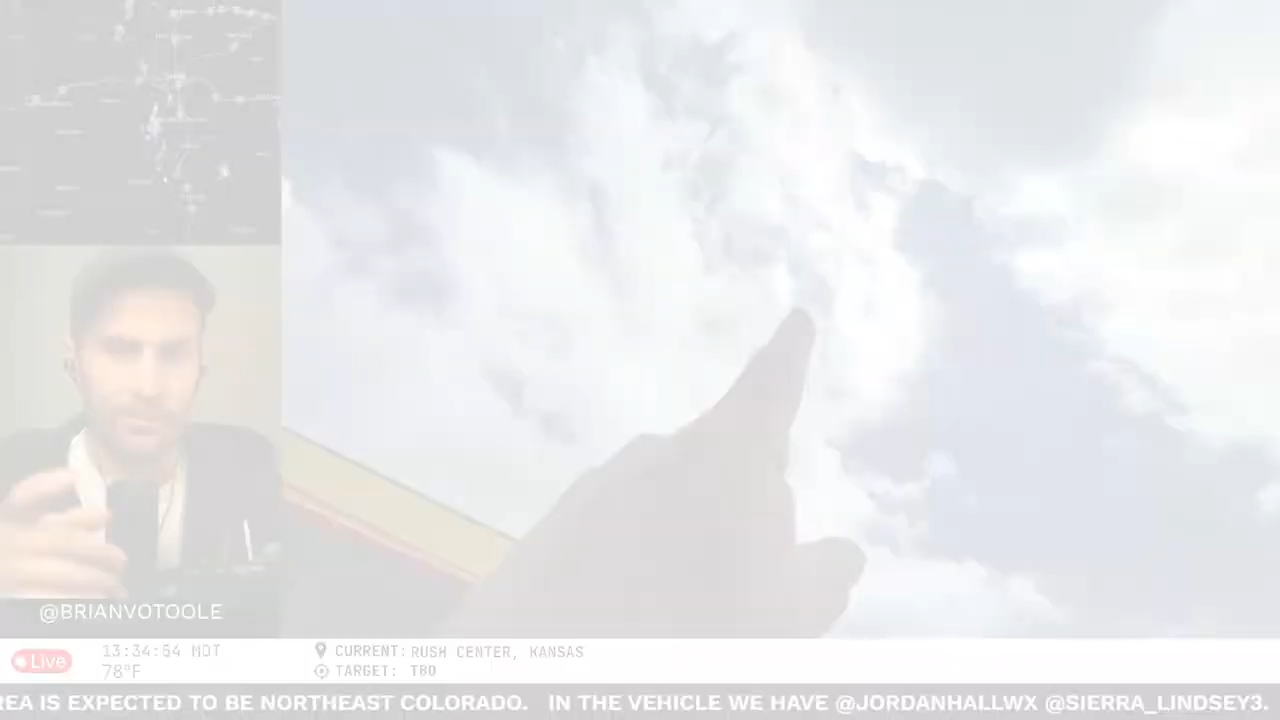 @BRIANVOTOOLE
Live
13:34:54 MDT
78°F
CURRENT: RUSH CENTER, KANSAS
TARGET: TBD
REA IS EXPECTED TO BE NORTHEAST COLORADO. IN THE VEHICLE WE HAVE @JORDANHALLWX @SIERRA_LINDSEY3.